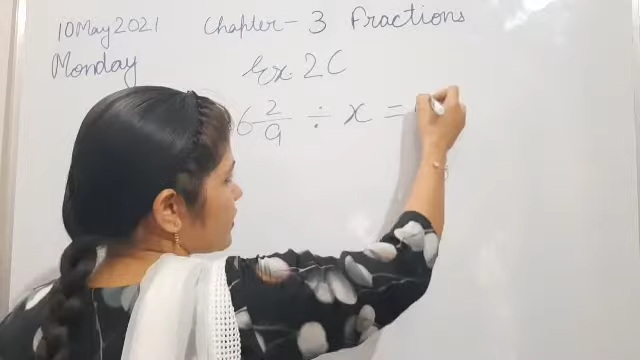 10 May 2021 Chapter - 3 Fractions
Monday Ex. 2C
6 2/9 ÷ x =